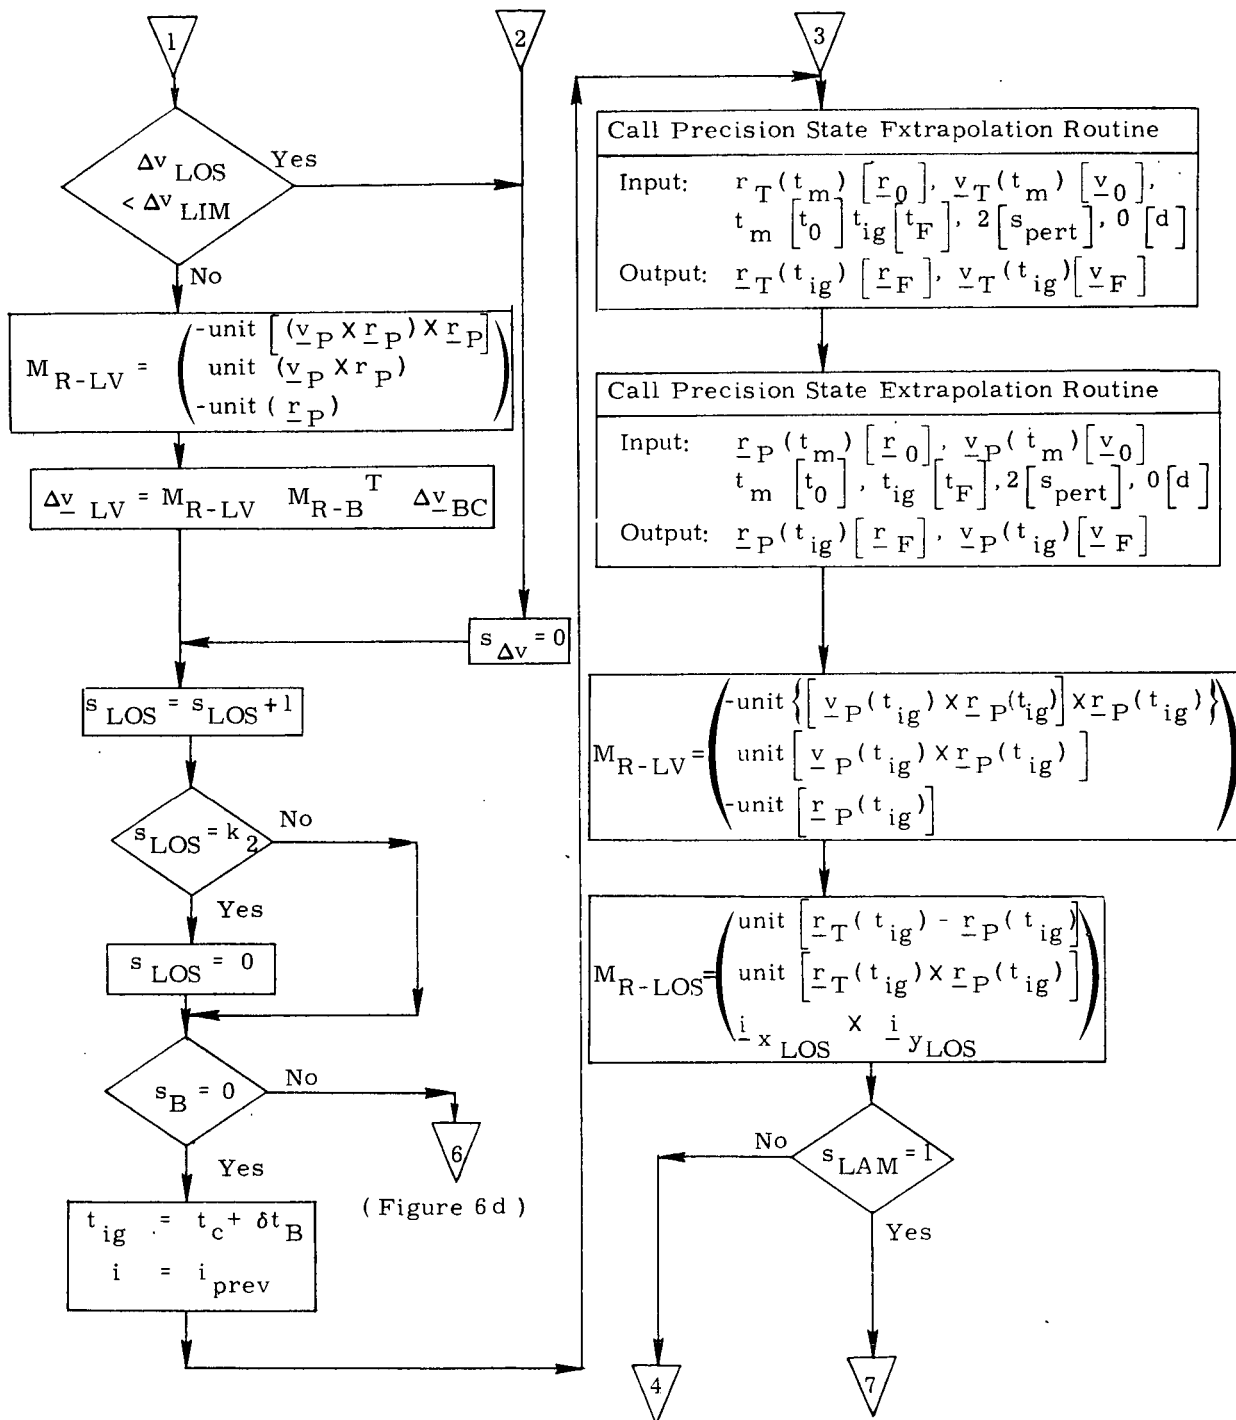 1
Δv LOS
< Δv LIM
Yes
No
M R-LV = ( -unit [ (v P X r P) X r P ]
unit (v P X r P)
-unit ( r P ) )
Δv LV = M R-LV M R-B T Δv BC
2
s Δv = 0
s LOS = s LOS + 1
s LOS = k 2
No
Yes
s LOS = 0
s B = 0
No
6
(Figure 6d)
Yes
t ig = t c + δt B
i = i prev
3
Call Precision State Fxtrapolation Routine
Input: r T (t m) [r 0], v T (t m) [v 0],
t m [t 0] t ig [t F], 2 [s pert], 0 [d]
Output: r T (t ig) [r F], v T (t ig) [v F]
Call Precision State Extrapolation Routine
Input: r P (t m) [r 0], v P (t m) [v 0]
t m [t 0], t ig [t F], 2 [s pert], 0 [d]
Output: r P (t ig) [r F], v P (t ig) [v F]
M R-LV = ( -unit { [ v P (t ig) X r P (t ig) ] X r P (t ig) }
unit [ v P (t ig) X r P (t ig) ]
-unit [ r P (t ig) ] )
M R-LOS = ( unit [ r T (t ig) - r P (t ig) ]
unit [ r T (t ig) X r P (t ig) ]
i x LOS X i y LOS )
s LAM = 1
No
Yes
4
7